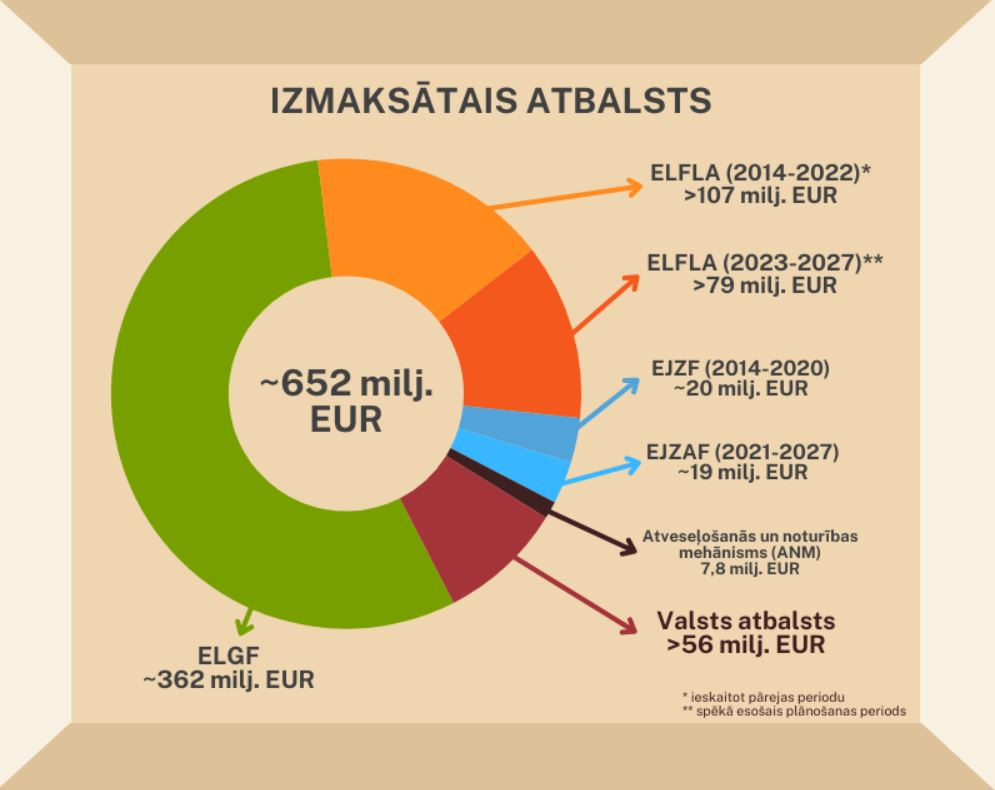 IZMAKSĀTAIS ATBALSTS
ELFLA (2014-2022)*
>107 milj. EUR
ELFLA (2023-2027)**
>79 milj. EUR
EJZF (2014-2020)
~20 milj. EUR
~652 milj.
EUR
EJZAF (2021-2027)
~19 milj. EUR
Atveseļošanās un noturības
mehānisms (ANM)
7,8 milj. EUR
Valsts atbalsts
>56 milj. EUR
ELGF
~362 milj. EUR
* ieskaitot pārejas periodu
** spēkā esošais plānošanas periods